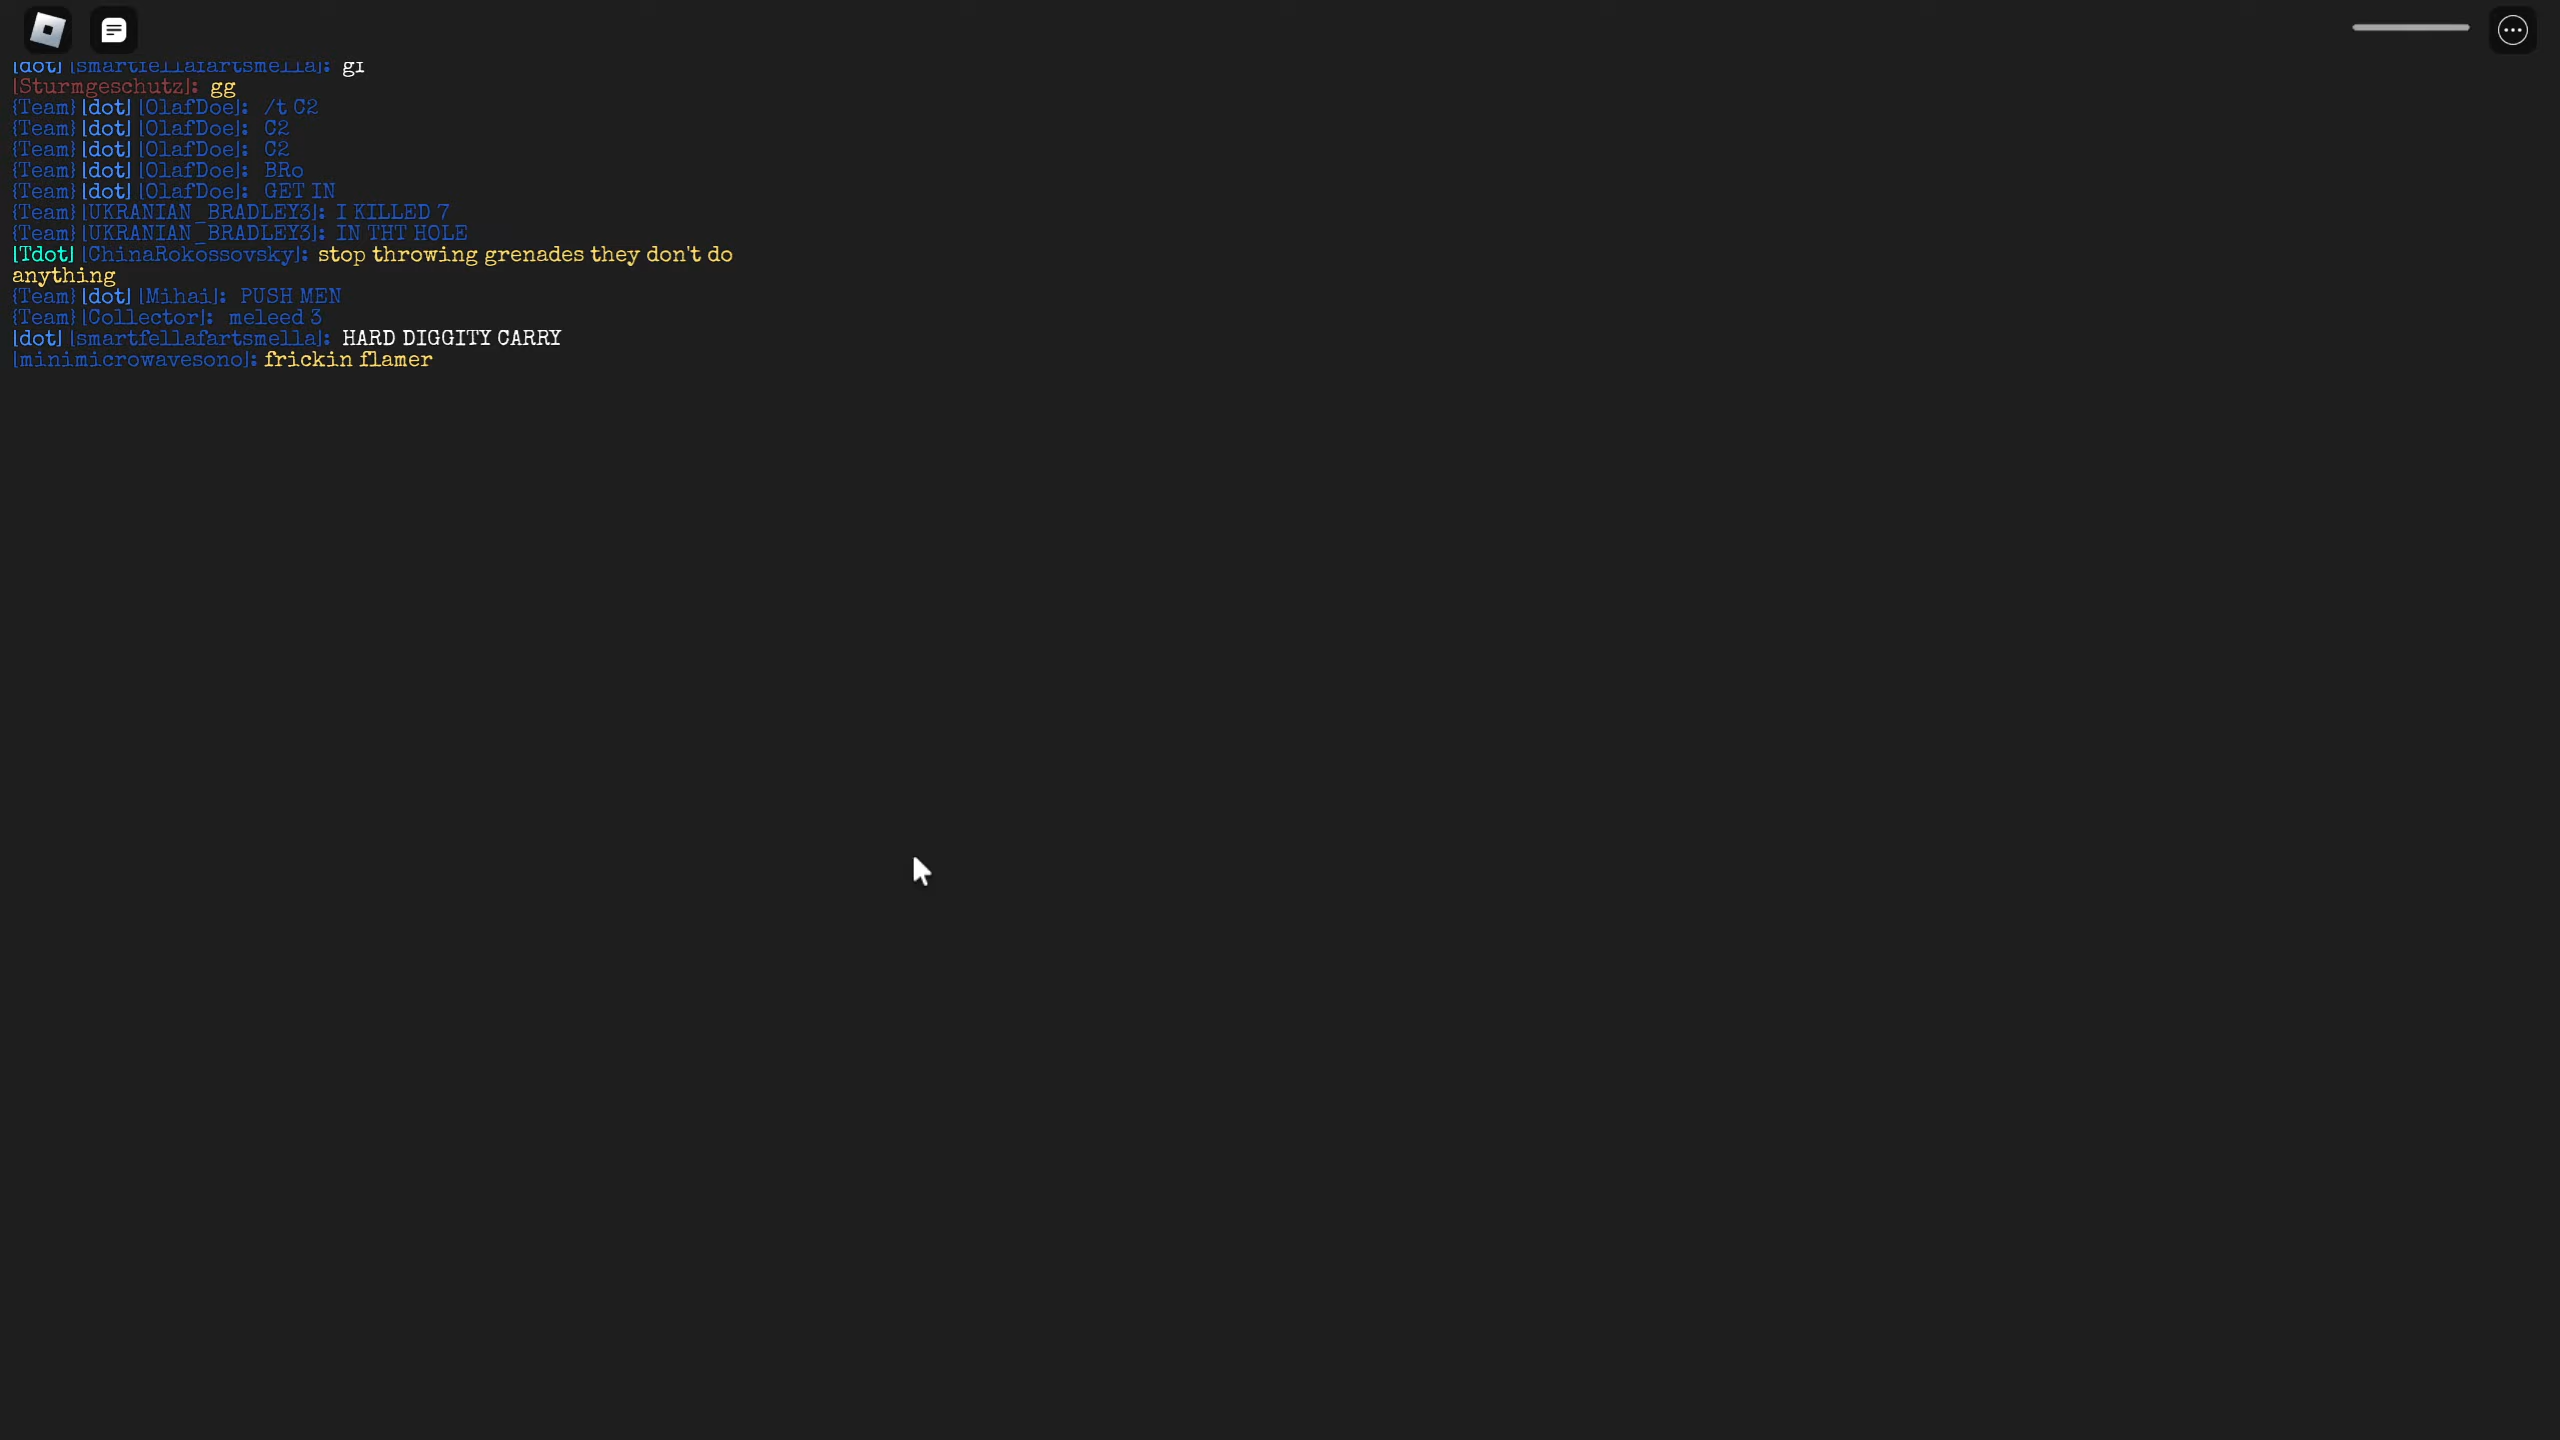 [dot] [smartfellafartsmella]: gf
[Sturmgeschutz]: gg
{Team} [dot] [OlafDoe]: /t C2
{Team} [dot] [OlafDoe]: C2
{Team} [dot] [OlafDoe]: C2
{Team} [dot] [OlafDoe]: BRo
{Team} [dot] [OlafDoe]: GET IN
{Team} [UKRANIAN_BRADLEY3]: I KILLED 7
{Team} [UKRANIAN_BRADLEY3]: IN THT HOLE
[Tdot] [ChinaRokossovsky]: stop throwing grenades they don't do
anything
{Team} [dot] [Mihai]: PUSH MEN
{Team} [Collector]: meleed 3
[dot] [smartfellafartsmella]: HARD DIGGITY CARRY
[minimicrowavesono]: frickin flamer